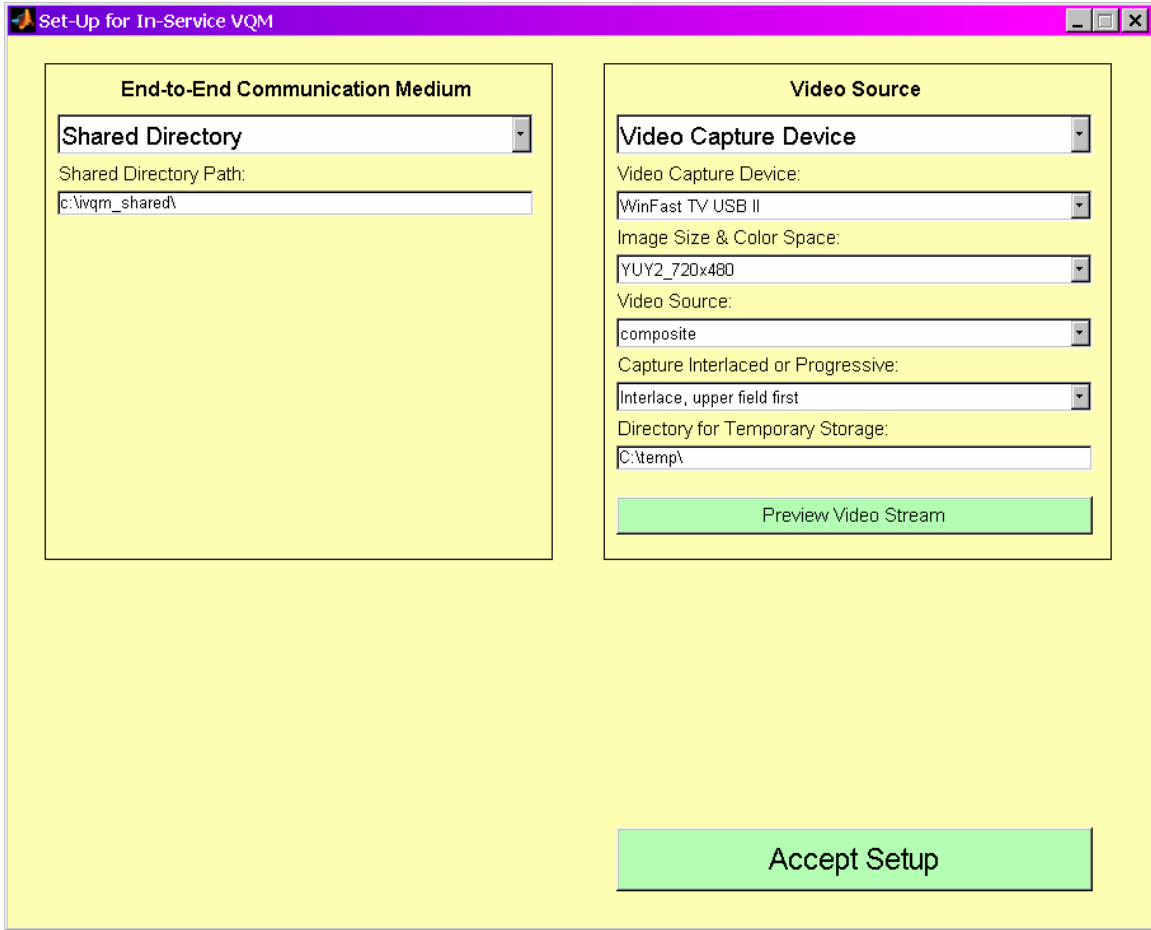 Set-Up for In-Service VQM
End-to-End Communication Medium
Shared Directory
Shared Directory Path:
c:\ivqm_shared\
Video Source
Video Capture Device
Video Capture Device:
WinFast TV USB II
Image Size & Color Space:
YUY2_720x480
Video Source:
composite
Capture Interlaced or Progressive:
Interlace, upper field first
Directory for Temporary Storage:
C:\temp\
Preview Video Stream
Accept Setup